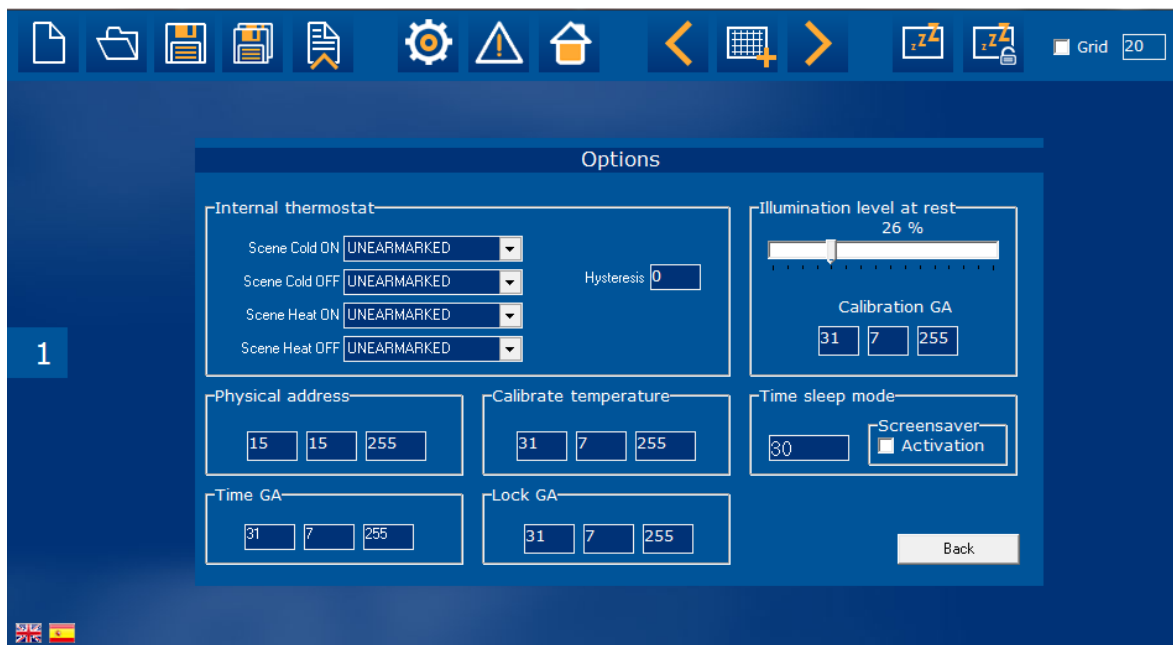 Grid 20
Options
Internal thermostat
Scene Cold ON UNEARMARKED
Scene Cold OFF UNEARMARKED
Scene Heat ON UNEARMARKED
Scene Heat OFF UNEARMARKED
Hysteresis 0
Illumination level at rest
26 %
Calibration GA
31 7 255
1
Physical address
15 15 255
Calibrate temperature
31 7 255
Time sleep mode
30
Screensaver
Activation
Time GA
31 7 255
Lock GA
31 7 255
Back
zzZ
zzZ